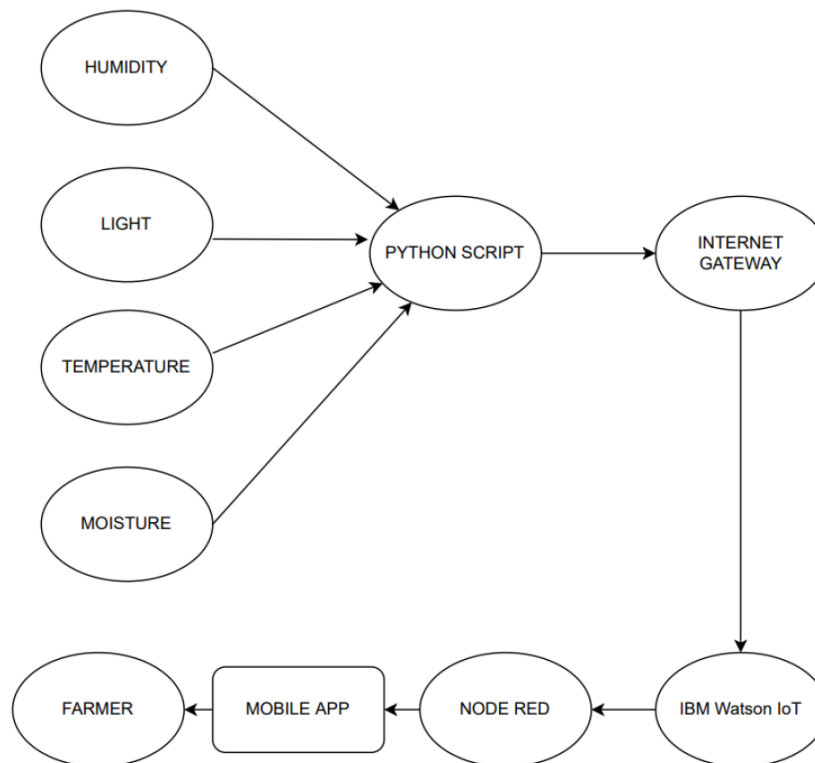 HUMIDITY
LIGHT
PYTHON SCRIPT
INTERNET
GATEWAY
TEMPERATURE
MOISTURE
FARMER
MOBILE APP
NODE RED
IBM Watson IoT